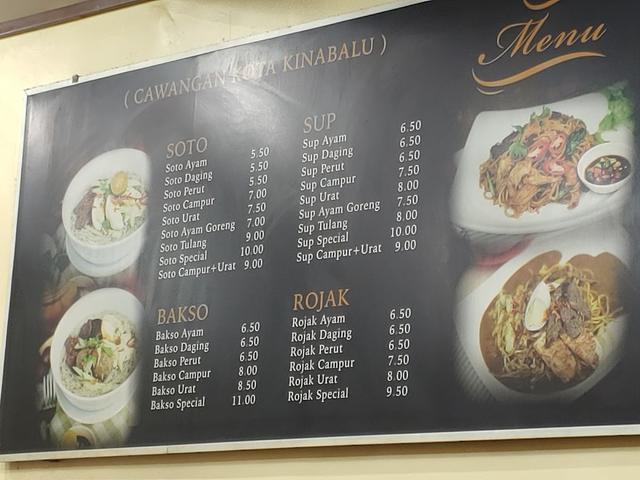 Menu
( CAWANGAN KOTA KINABALU )
SOTO
Soto Ayam 5.50
Soto Daging 5.50
Soto Perut 5.50
Soto Campur 7.00
Soto Urat 7.50
Soto Ayam Goreng 7.00
Soto Tulang 9.00
Soto Special 10.00
Soto Campur+Urat 9.00
SUP
Sup Ayam 6.50
Sup Daging 6.50
Sup Perut 6.50
Sup Campur 7.50
Sup Urat 8.00
Sup Ayam Goreng 7.50
Sup Tulang 8.00
Sup Special 10.00
Sup Campur+Urat 9.00
BAKSO
Bakso Ayam 6.50
Bakso Daging 6.50
Bakso Perut 6.50
Bakso Campur 8.00
Bakso Urat 8.50
Bakso Special 11.00
ROJAK
Rojak Ayam 6.50
Rojak Daging 6.50
Rojak Perut 6.50
Rojak Campur 7.50
Rojak Urat 8.00
Rojak Special 9.50